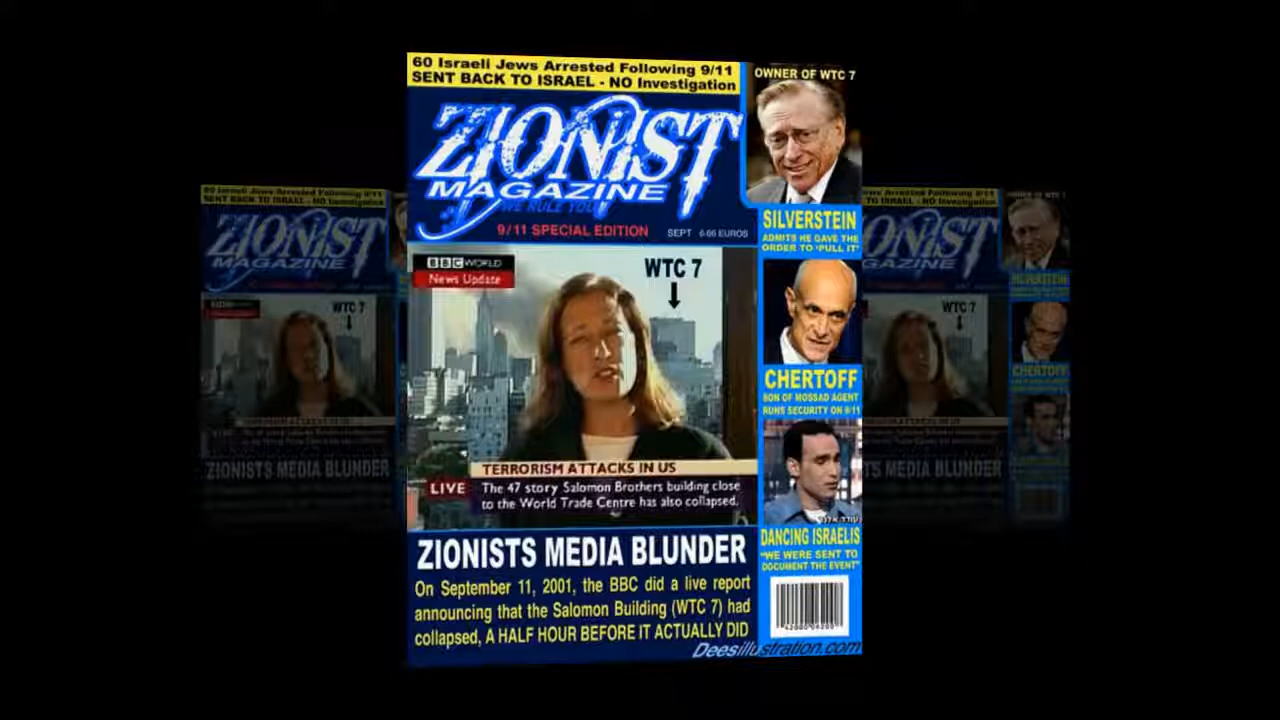 60 Israeli Jews Arrested Following 9/11
SENT BACK TO ISRAEL - NO Investigation
ZIONIST
MAGAZINE
WE RULE YOU
9/11 SPECIAL EDITION SEPT 6·66 EUROS
OWNER OF WTC 7
SILVERSTEIN
ADMITS HE GAVE THE
ORDER TO 'PULL IT'
BBC WORLD
News Update
WTC 7
CHERTOFF
SON OF MOSSAD AGENT
RUNS SECURITY ON 9/11
TERRORISM ATTACKS IN US
LIVE The 47 story Salomon Brothers building close
to the World Trade Centre has also collapsed.
DANCING ISRAELIS
"WE WERE SENT TO
DOCUMENT THE EVENT"
ZIONISTS MEDIA BLUNDER
On September 11, 2001, the BBC did a live report
announcing that the Salomon Building (WTC 7) had
collapsed, A HALF HOUR BEFORE IT ACTUALLY DID
Deesillustration.com